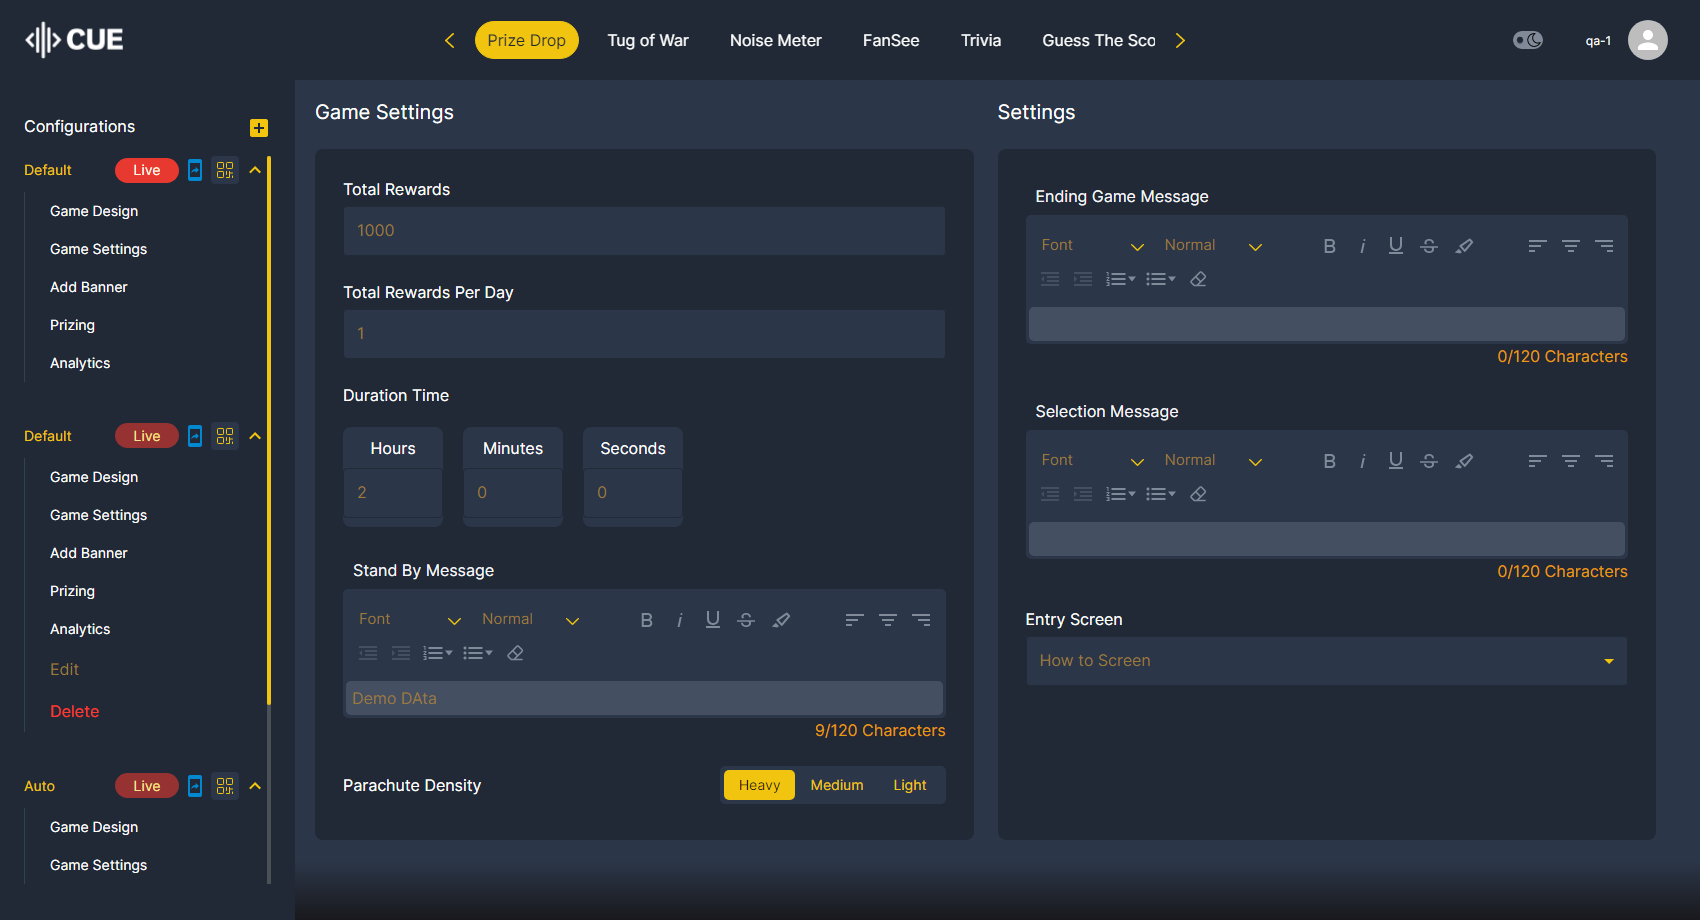 CUE
Prize Drop
Tug of War
Noise Meter
FanSee
Trivia
Guess The Sco
qa-1
Configurations
Default
Live
Game Design
Game Settings
Add Banner
Prizing
Analytics
Default
Live
Game Design
Game Settings
Add Banner
Prizing
Analytics
Edit
Delete
Auto
Live
Game Design
Game Settings
Game Settings
Total Rewards
1000
Total Rewards Per Day
1
Duration Time
Hours
Minutes
Seconds
2
0
0
Stand By Message
Font
Normal
Demo DAta
9/120 Characters
Parachute Density
Heavy
Medium
Light
Settings
Ending Game Message
Font
Normal
0/120 Characters
Selection Message
Font
Normal
0/120 Characters
Entry Screen
How to Screen